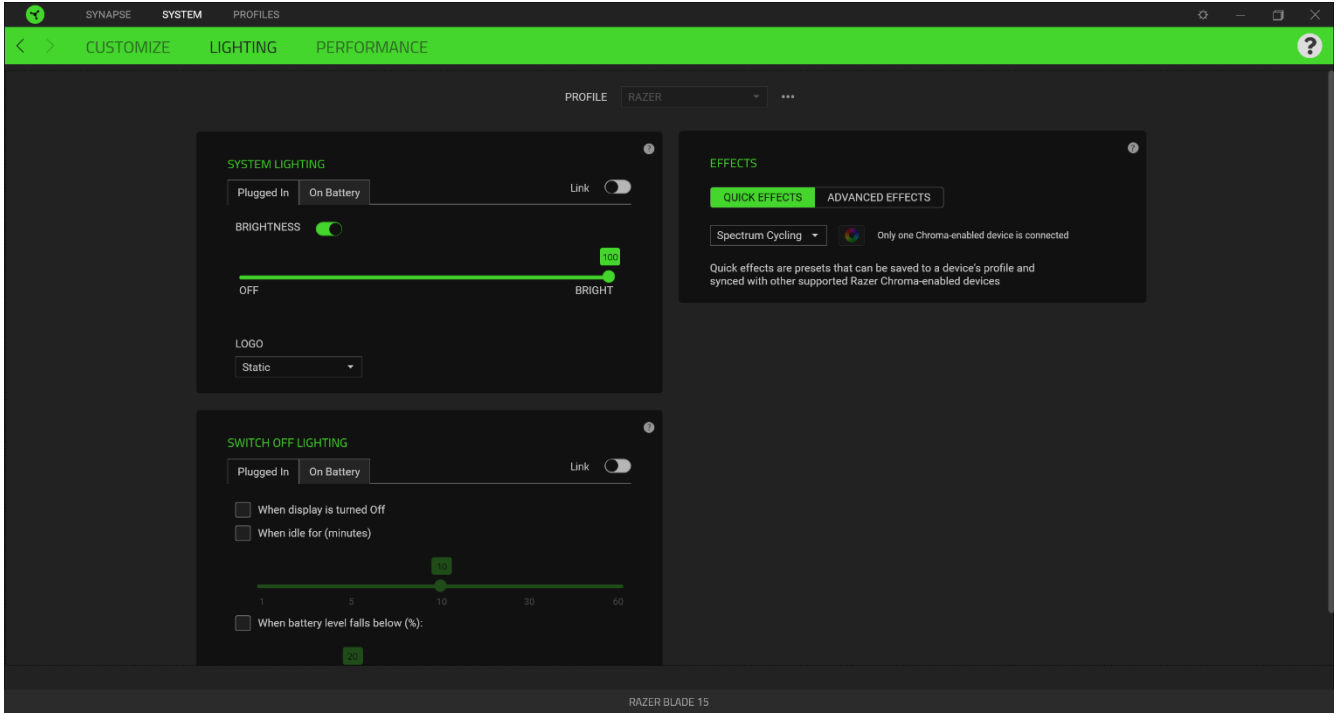 SYNAPSE SYSTEM PROFILES
CUSTOMIZE LIGHTING PERFORMANCE ?
PROFILE RAZER •••
?
SYSTEM LIGHTING
Plugged In On Battery Link
BRIGHTNESS
100
OFF BRIGHT
LOGO
Static
?
EFFECTS
QUICK EFFECTS ADVANCED EFFECTS
Spectrum Cycling Only one Chroma-enabled device is connected
Quick effects are presets that can be saved to a device's profile and
synced with other supported Razer Chroma-enabled devices
?
SWITCH OFF LIGHTING
Plugged In On Battery Link
When display is turned Off
When idle for (minutes)
10
1 5 10 30 60
When battery level falls below (%):
20
RAZER BLADE 15